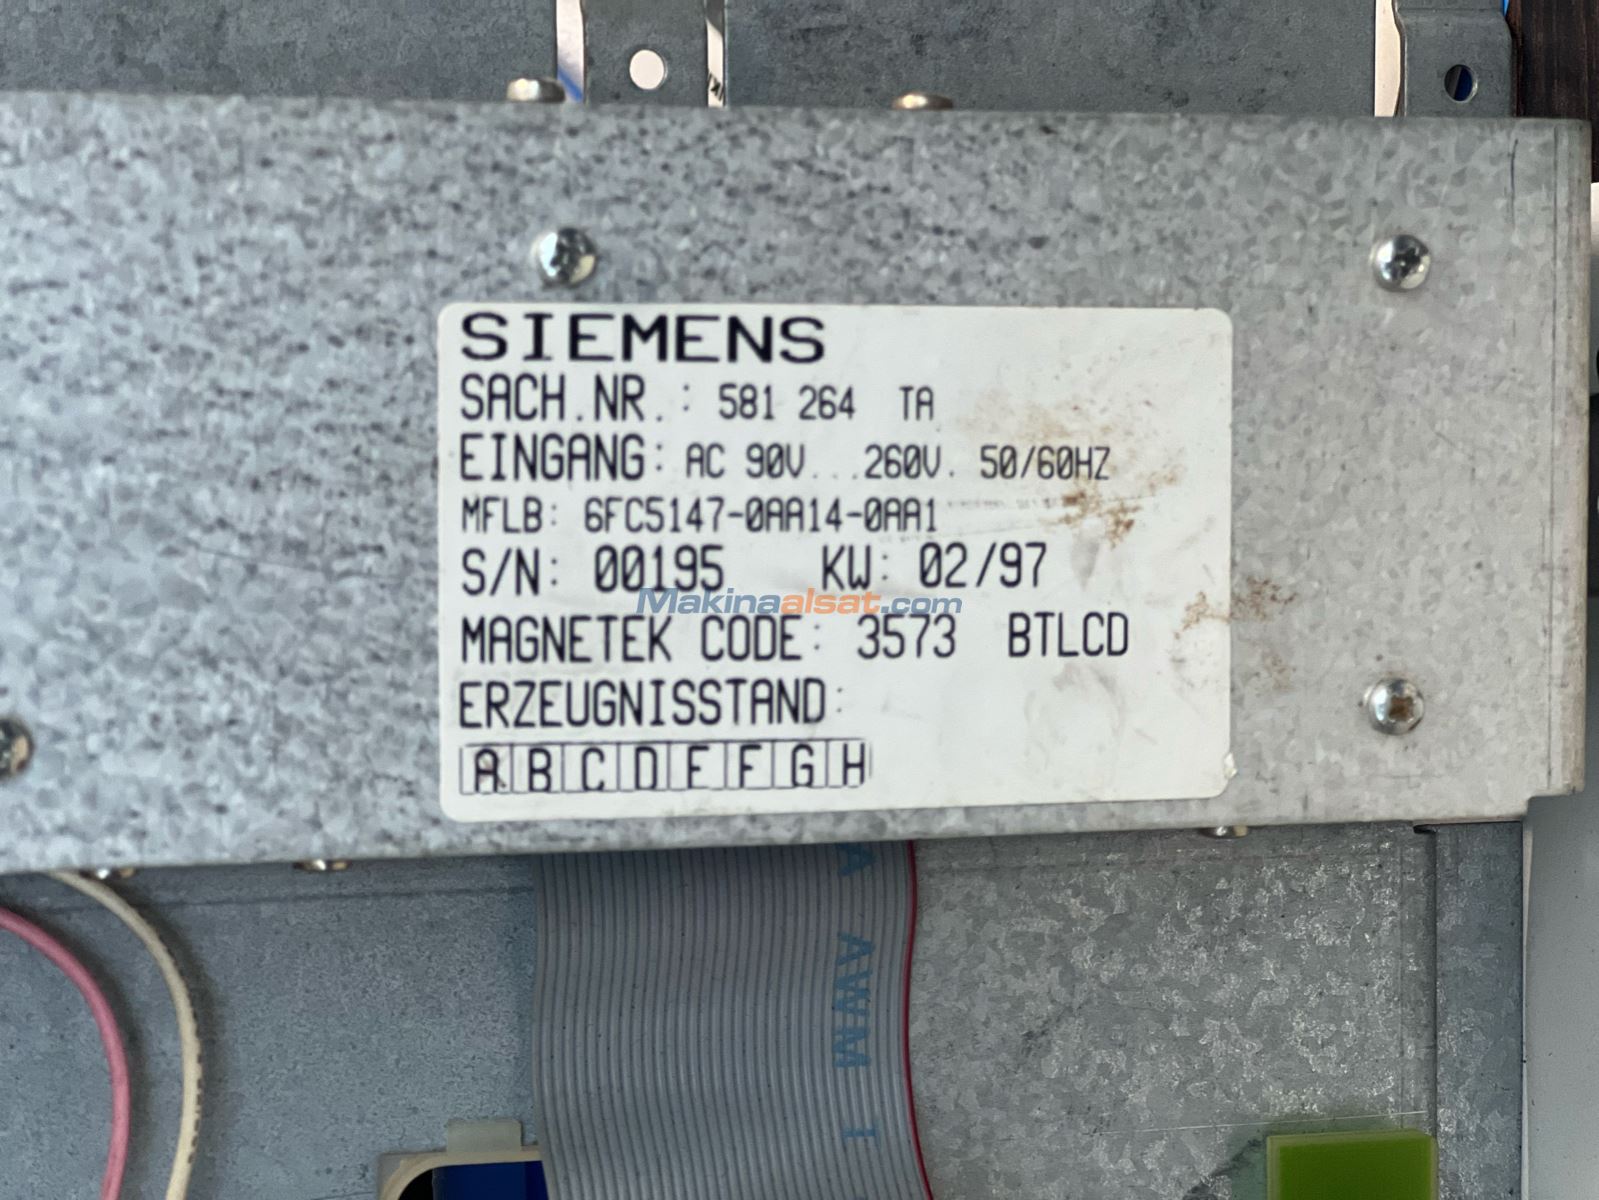 SIEMENS
SACH.NR.: 581 264 TA
EINGANG: AC 90V...260V. 50/60HZ
MFLB: 6FC5147-0AA14-0AA1
S/N: 00195 KW: 02/97
Makinaalsat.com
MAGNETEK CODE: 3573 BTLCD
ERZEUGNISSTAND:
A B C D E F G H
A AWM I